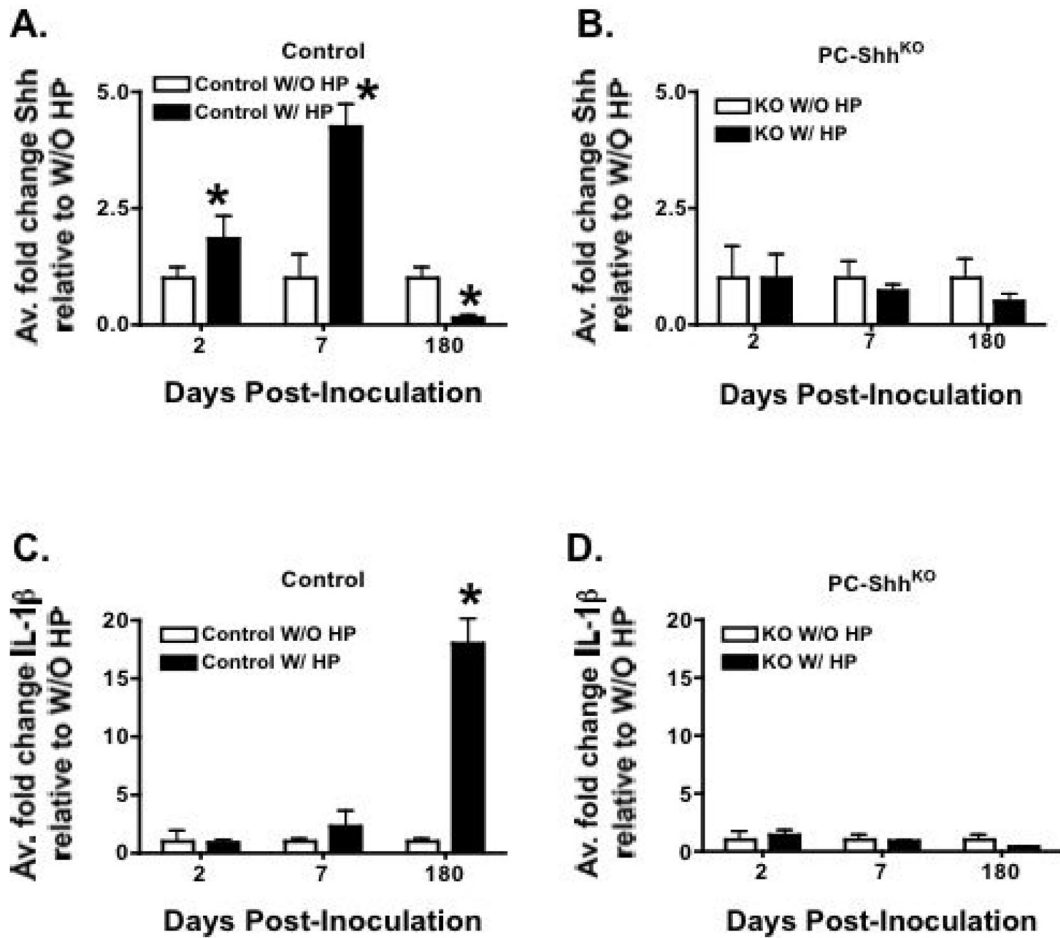 A.
Control
Control W/O HP
Control W/ HP
Av. fold change Shh
relative to W/O HP
5.0
2.5
0.0
*
*
*
2
7
180
Days Post-Inoculation
B.
PC-Shh^KO
KO W/O HP
KO W/ HP
Av. fold change Shh
relative to W/O HP
5.0
2.5
0.0
2
7
180
Days Post-Inoculation
C.
Control
Control W/O HP
Control W/ HP
Av. fold change IL-1β
relative to W/O HP
20
15
10
5
0
*
2
7
180
Days Post-Inoculation
D.
PC-Shh^KO
KO W/O HP
KO W/ HP
Av. fold change IL-1β
relative to W/O HP
20
15
10
5
0
2
7
180
Days Post-Inoculation